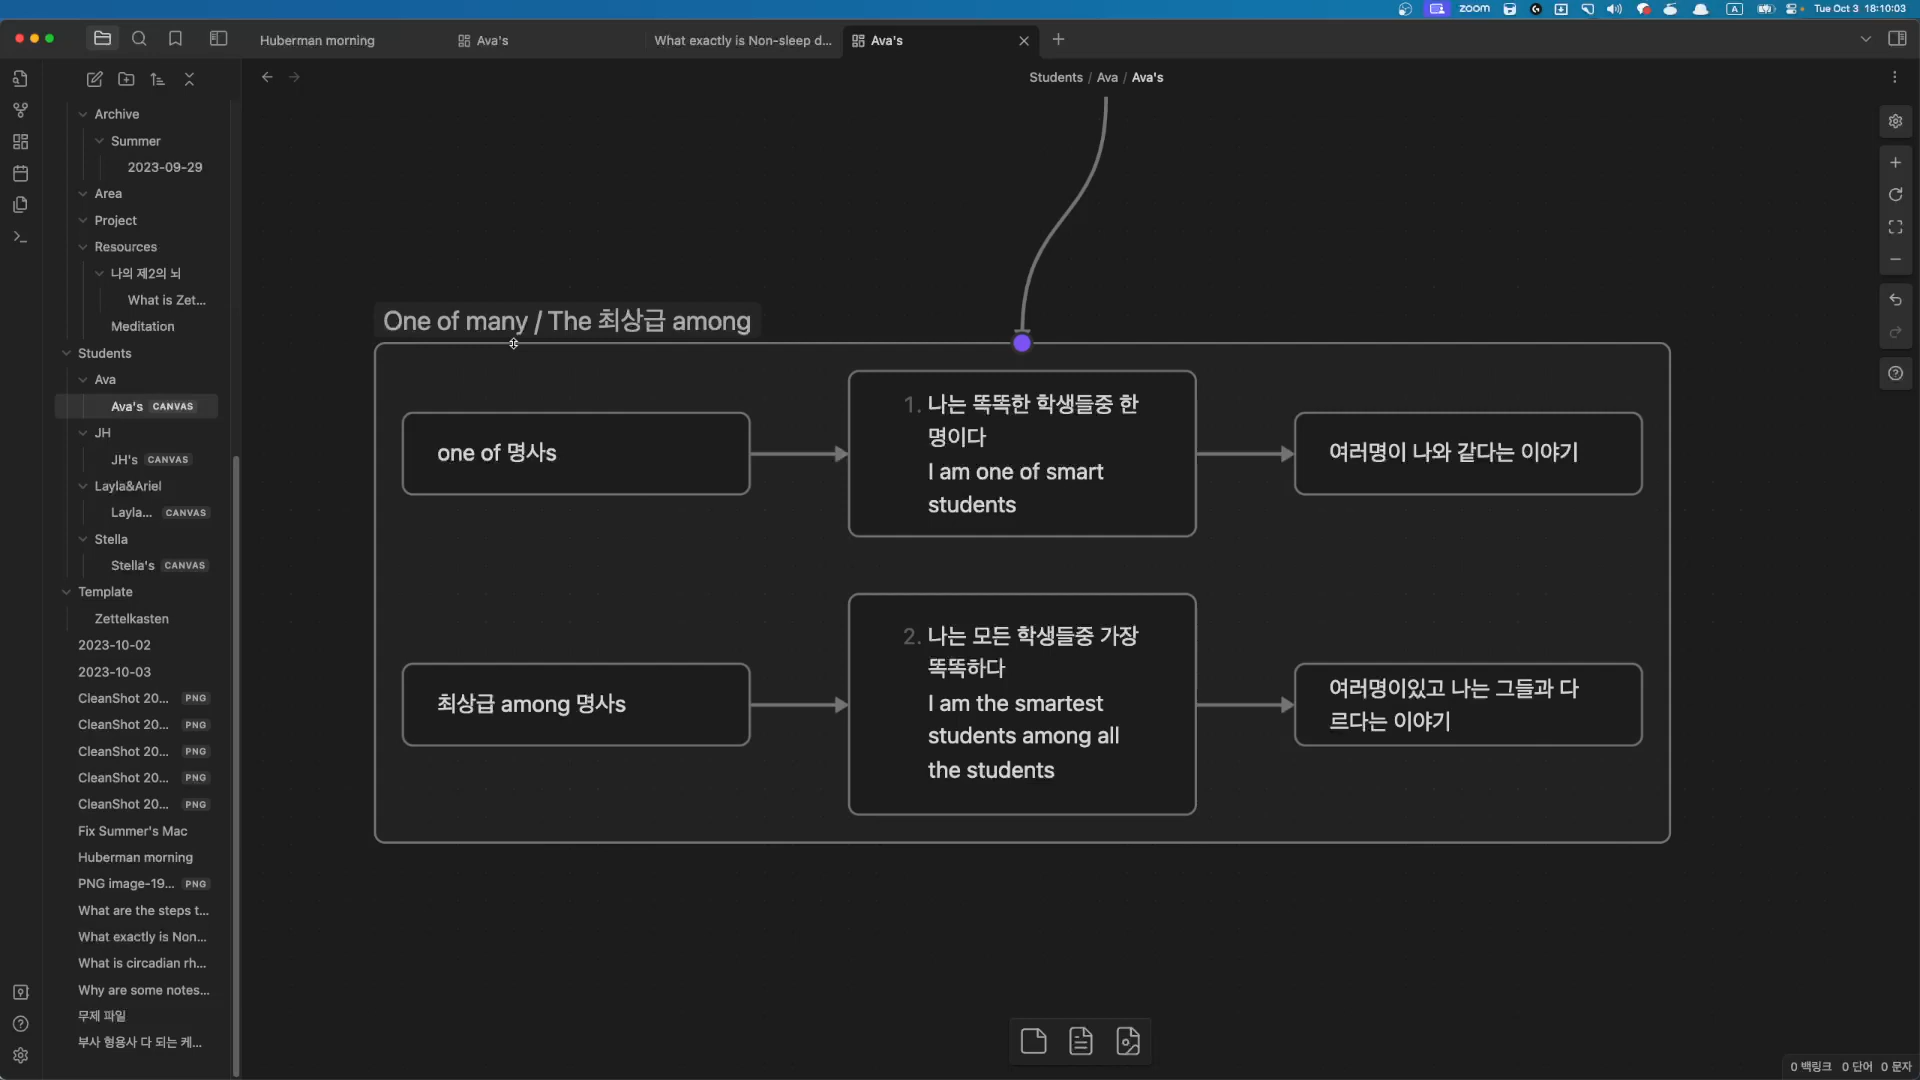 zoom
A
Tue Oct 3 18:10:03
Huberman morning
Ava's
What exactly is Non-sleep d...
Ava's
Students / Ava / Ava's
Archive
Summer
2023-09-29
Area
Project
Resources
나의 제2의 뇌
What is Zet...
Meditation
Students
Ava
Ava's CANVAS
JH
JH's CANVAS
Layla&Ariel
Layla... CANVAS
Stella
Stella's CANVAS
Template
Zettelkasten
2023-10-02
2023-10-03
CleanShot 20... PNG
CleanShot 20... PNG
CleanShot 20... PNG
CleanShot 20... PNG
CleanShot 20... PNG
Fix Summer's Mac
Huberman morning
PNG image-19... PNG
What are the steps t...
What exactly is Non...
What is circadian rh...
Why are some notes...
무제 파일
부사 형용사 다 되는 케...
One of many / The 최상급 among
one of 명사s
1. 나는 똑똑한 학생들중 한
명이다
I am one of smart
students
여러명이 나와 같다는 이야기
최상급 among 명사s
2. 나는 모든 학생들중 가장
똑똑하다
I am the smartest
students among all
the students
여러명이있고 나는 그들과 다
르다는 이야기
0 백링크 0 단어 0 문자